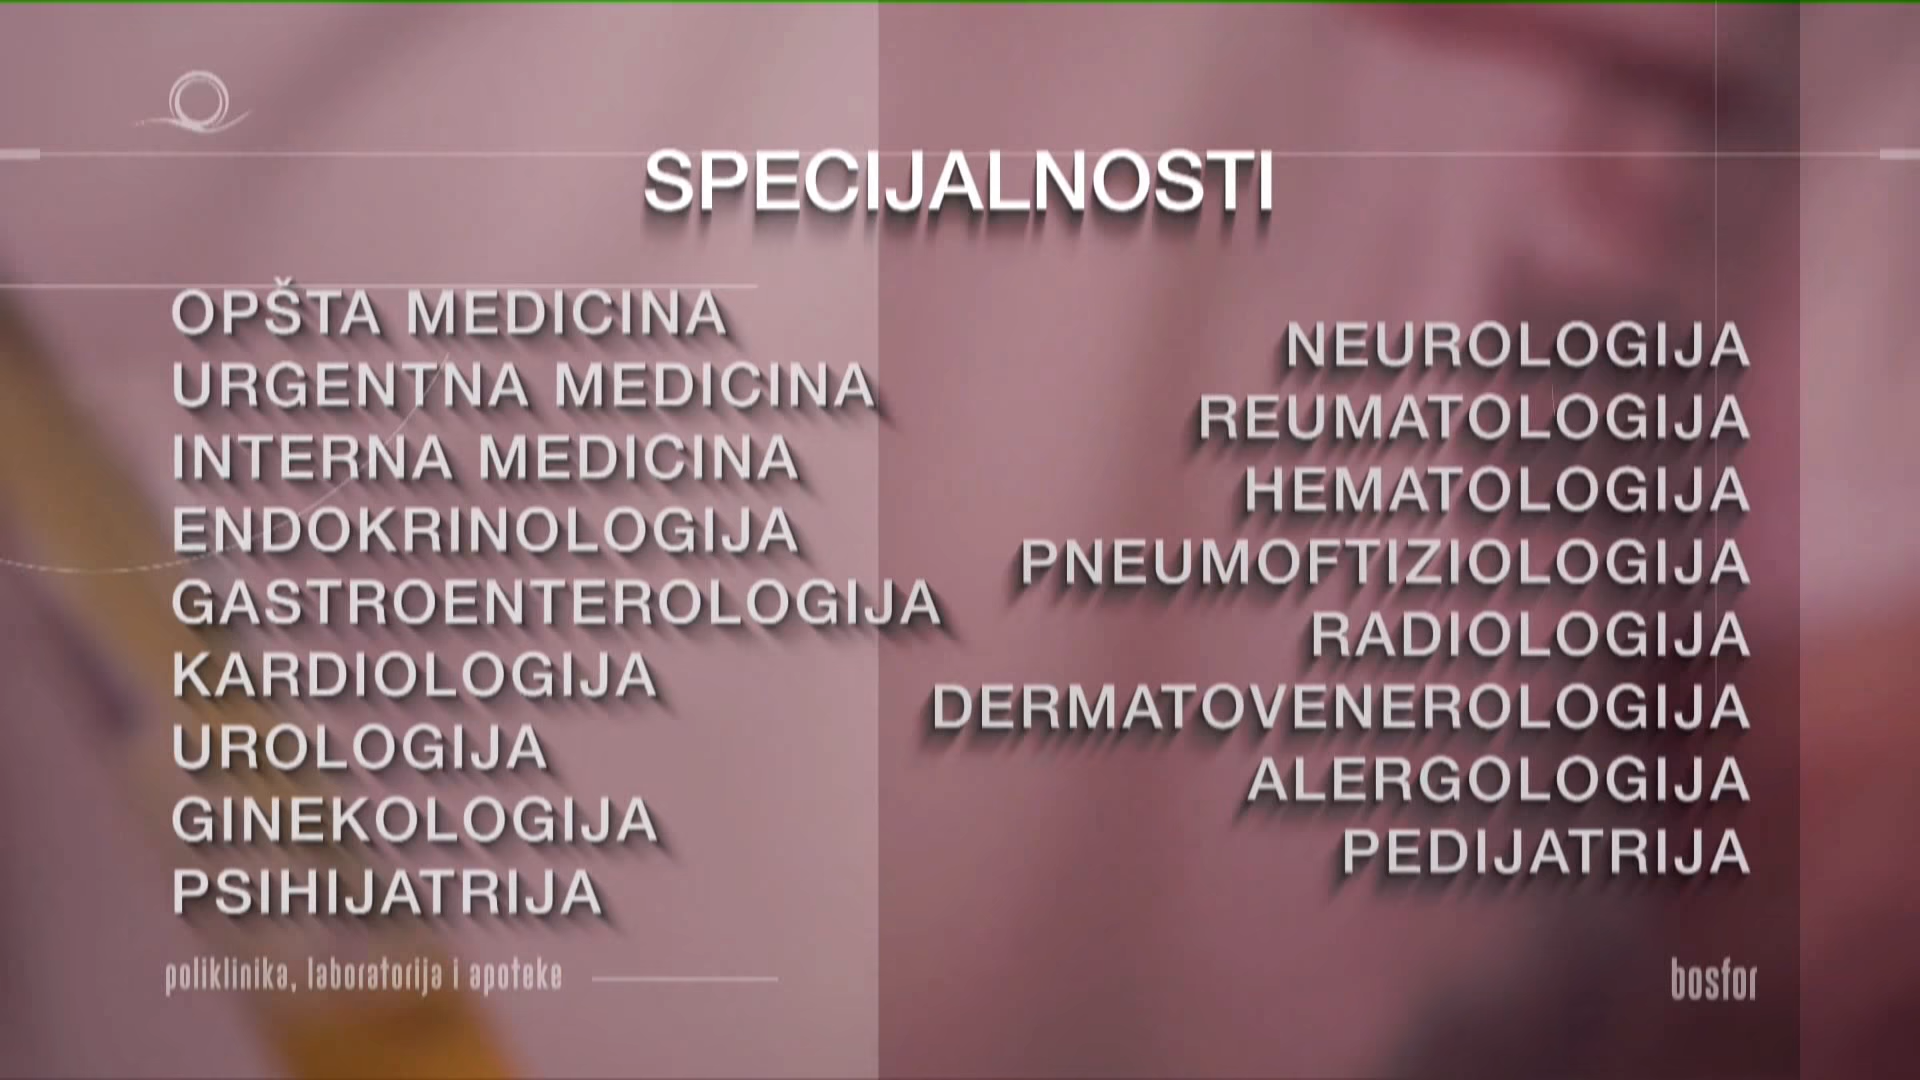 SPECIJALNOSTI
OPŠTA MEDICINA
URGENTNA MEDICINA
INTERNA MEDICINA
ENDOKRINOLOGIJA
GASTROENTEROLOGIJA
KARDIOLOGIJA
UROLOGIJA
GINEKOLOGIJA
PSIHIJATRIJA
NEUROLOGIJA
REUMATOLOGIJA
HEMATOLOGIJA
PNEUMOFTIZIOLOGIJA
RADIOLOGIJA
DERMATOVENEROLOGIJA
ALERGOLOGIJA
PEDIJATRIJA
poliklinika, laboratorija i apoteke
bosfor